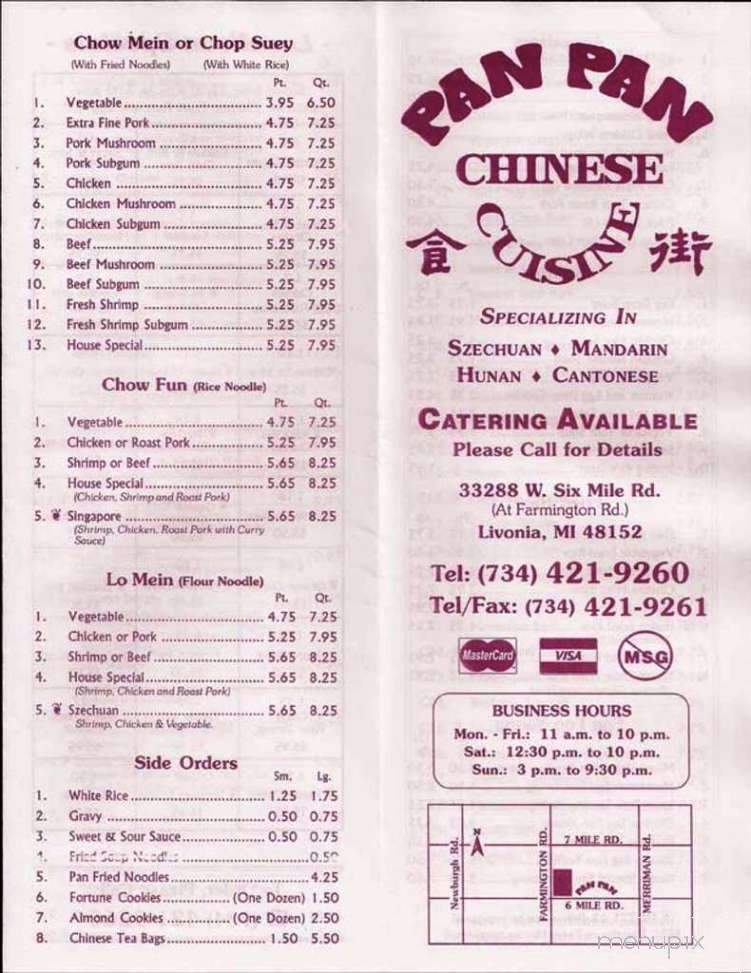 Chow Mein or Chop Suey
(With Fried Noodles) (With White Rice)
Pt. Qt.
1. Vegetable 3.95 6.50
2. Extra Fine Pork 4.75 7.25
3. Pork Mushroom 4.75 7.25
4. Pork Subgum 4.75 7.25
5. Chicken 4.75 7.25
6. Chicken Mushroom 4.75 7.25
7. Chicken Subgum 4.75 7.25
8. Beef 5.25 7.95
9. Beef Mushroom 5.25 7.95
10. Beef Subgum 5.25 7.95
11. Fresh Shrimp 5.25 7.95
12. Fresh Shrimp Subgum 5.25 7.95
13. House Special 5.25 7.95
Chow Fun (Rice Noodle)
Pt. Qt.
1. Vegetable 4.75 7.25
2. Chicken or Roast Pork 5.25 7.95
3. Shrimp or Beef 5.65 8.25
4. House Special 5.65 8.25
(Chicken, Shrimp and Roast Pork)
5. Singapore 5.65 8.25
(Shrimp, Chicken, Roast Pork with Curry
Sauce)
Lo Mein (Flour Noodle)
Pt. Qt.
1. Vegetable 4.75 7.25
2. Chicken or Pork 5.25 7.95
3. Shrimp or Beef 5.65 8.25
4. House Special 5.65 8.25
(Shrimp, Chicken and Roast Pork)
5. Szechuan 5.65 8.25
Shrimp, Chicken & Vegetable.
Side Orders
Sm. Lg.
1. White Rice 1.25 1.75
2. Gravy 0.50 0.75
3. Sweet & Sour Sauce 0.50 0.75
4. Fried Soup Noodles 0.50
5. Pan Fried Noodles 4.25
6. Fortune Cookies (One Dozen) 1.50
7. Almond Cookies (One Dozen) 2.50
8. Chinese Tea Bags 1.50 5.50
PAN PAN
CHINESE
CUISINE
食 街
SPECIALIZING IN
SZECHUAN ♦ MANDARIN
HUNAN ♦ CANTONESE
CATERING AVAILABLE
Please Call for Details
33288 W. Six Mile Rd.
(At Farmington Rd.)
Livonia, MI 48152
Tel: (734) 421-9260
Tel/Fax: (734) 421-9261
MasterCard VISA MSG
BUSINESS HOURS
Mon. - Fri.: 11 a.m. to 10 p.m.
Sat.: 12:30 p.m. to 10 p.m.
Sun.: 3 p.m. to 9:30 p.m.
N
Newburgh Rd.
FARMINGTON RD.
7 MILE RD.
PAN PAN
6 MILE RD.
MERRIMAN Rd.
menupix